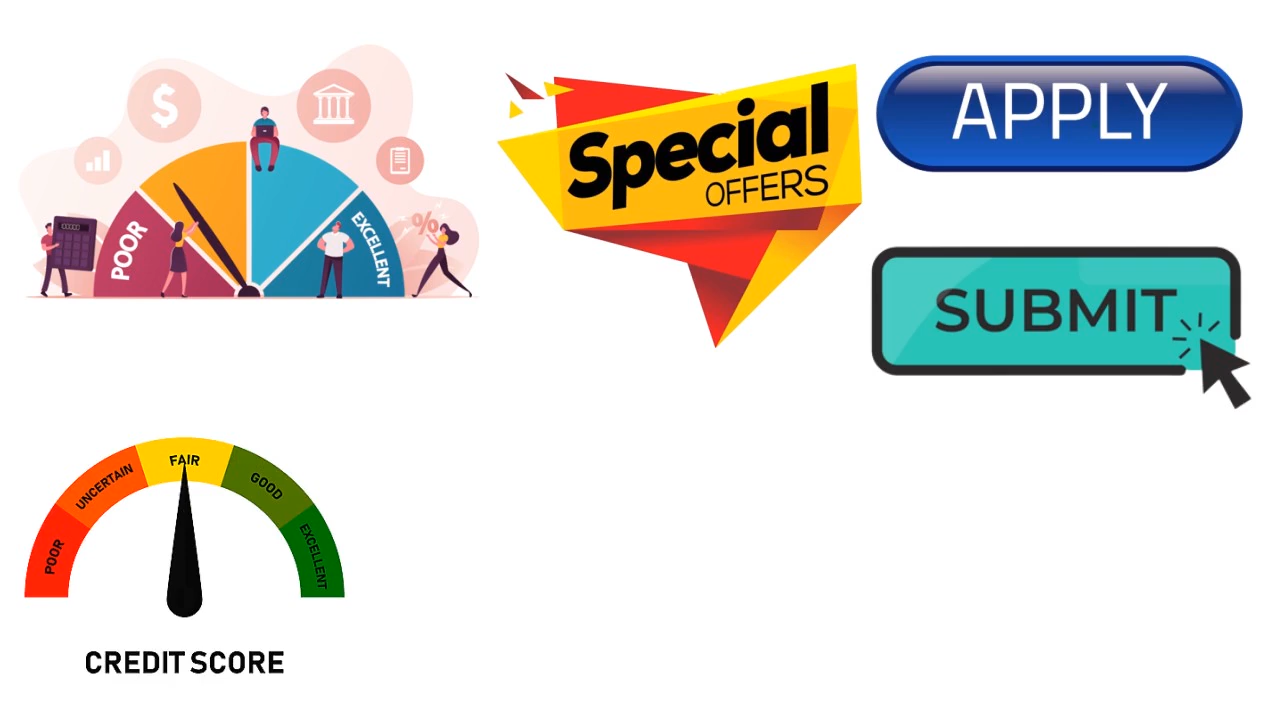 POOR
EXCELLENT
%
$
Special
OFFERS
APPLY
SUBMIT
POOR
UNCERTAIN
FAIR
GOOD
EXCELLENT
CREDIT SCORE